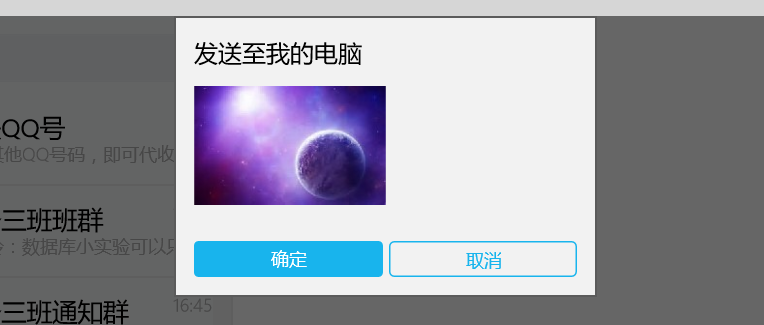 发送至我的电脑
QQ号
其他QQ号码，即可代收
三班班群
：数据库小实验可以
三班通知群
16:45
确定
取消